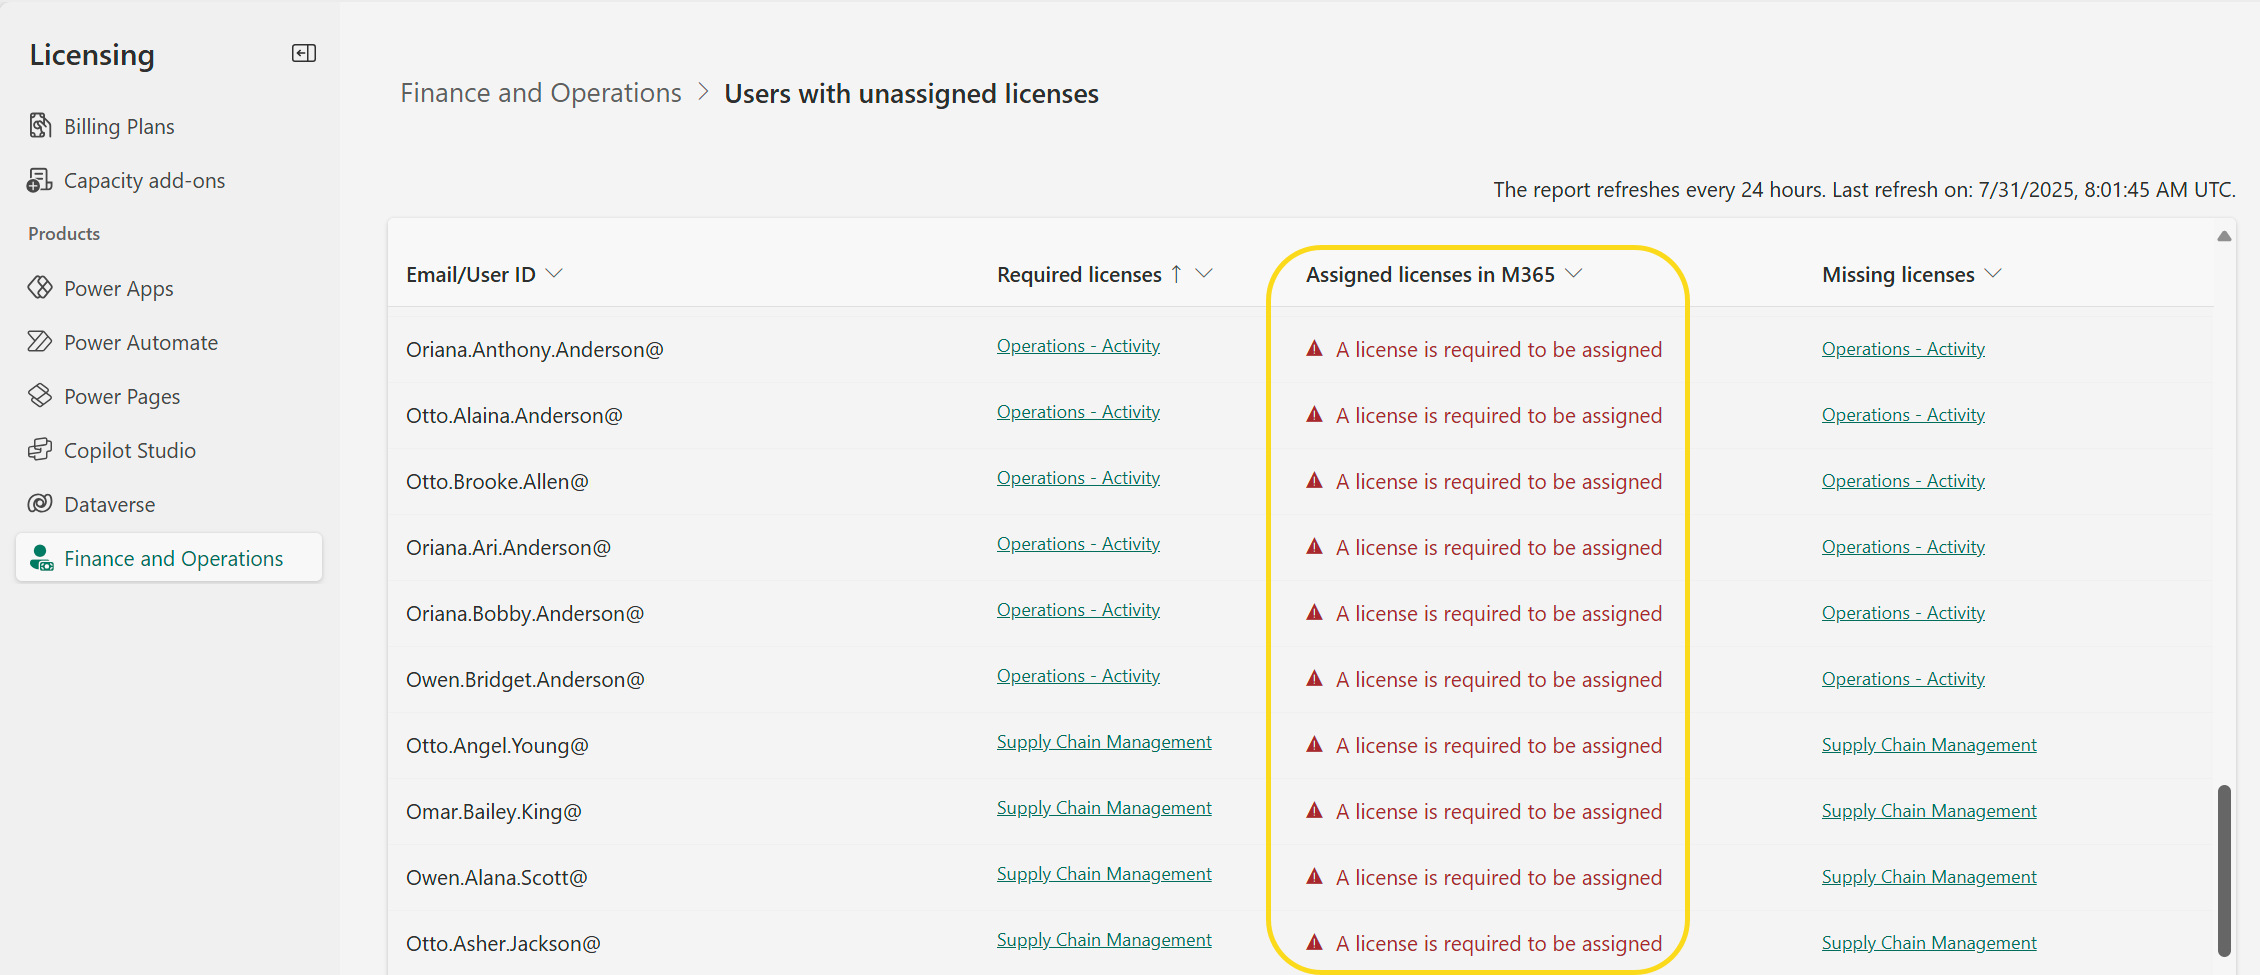 Licensing
Billing Plans
Capacity add-ons
Products
Power Apps
Power Automate
Power Pages
Copilot Studio
Dataverse
Finance and Operations
Finance and Operations > Users with unassigned licenses
The report refreshes every 24 hours. Last refresh on: 7/31/2025, 8:01:45 AM UTC.
Email/User ID Required licenses ↑ Assigned licenses in M365 Missing licenses
Oriana.Anthony.Anderson@ Operations - Activity A license is required to be assigned Operations - Activity
Otto.Alaina.Anderson@ Operations - Activity A license is required to be assigned Operations - Activity
Otto.Brooke.Allen@ Operations - Activity A license is required to be assigned Operations - Activity
Oriana.Ari.Anderson@ Operations - Activity A license is required to be assigned Operations - Activity
Oriana.Bobby.Anderson@ Operations - Activity A license is required to be assigned Operations - Activity
Owen.Bridget.Anderson@ Operations - Activity A license is required to be assigned Operations - Activity
Otto.Angel.Young@ Supply Chain Management A license is required to be assigned Supply Chain Management
Omar.Bailey.King@ Supply Chain Management A license is required to be assigned Supply Chain Management
Owen.Alana.Scott@ Supply Chain Management A license is required to be assigned Supply Chain Management
Otto.Asher.Jackson@ Supply Chain Management A license is required to be assigned Supply Chain Management